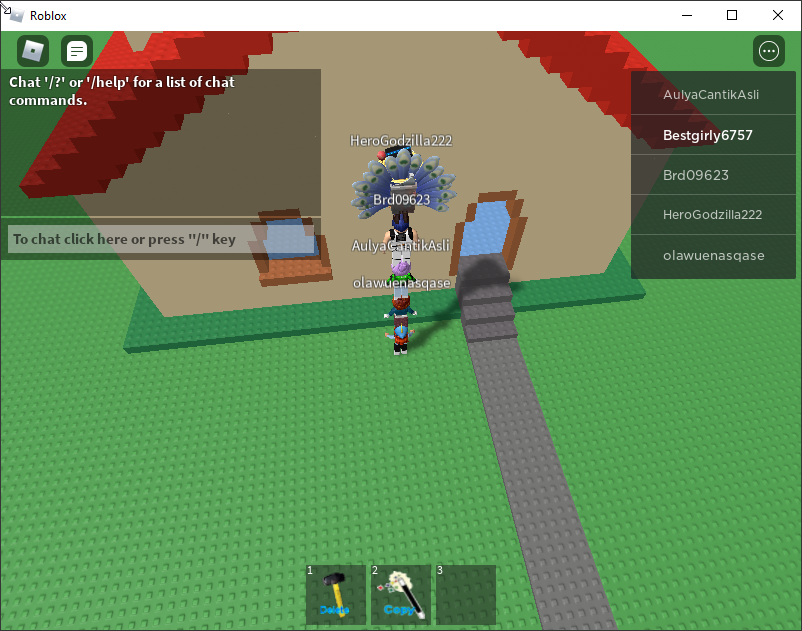 Roblox
Chat '/?' or '/help' for a list of chat
commands.
To chat click here or press "/" key
AulyaCantikAsli
Bestgirly6757
Brd09623
HeroGodzilla222
olawuenasqase
HeroGodzilla222
Brd09623
AulyaCantikAsli
olawuenasqase
1
Delete
2
Copy
3